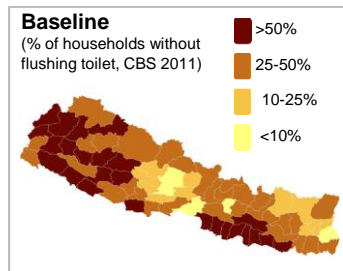 Baseline
(% of households without
flushing toilet, CBS 2011)
>50%
25-50%
10-25%
<10%